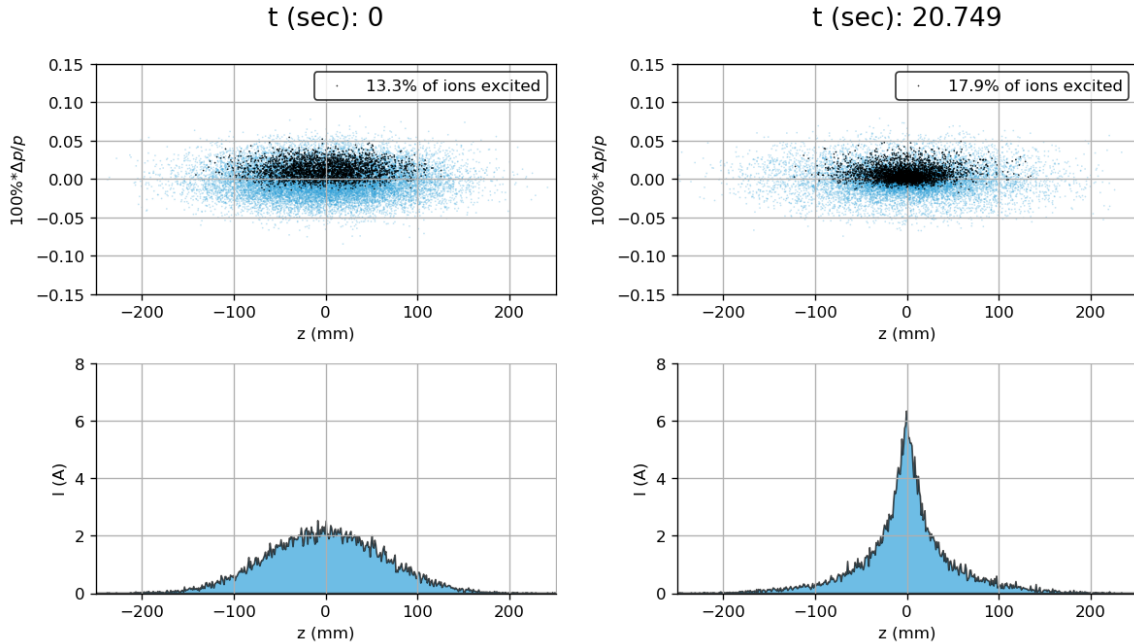 t (sec): 0
t (sec): 20.749
0.15
0.10
0.05
0.00
−0.05
−0.10
−0.15
100%*Δp/p
13.3% of ions excited
−200 −100 0 100 200
z (mm)
0.15
0.10
0.05
0.00
−0.05
−0.10
−0.15
100%*Δp/p
17.9% of ions excited
−200 −100 0 100 200
z (mm)
8
6
4
2
0
I (A)
−200 −100 0 100 200
z (mm)
8
6
4
2
0
I (A)
−200 −100 0 100 200
z (mm)